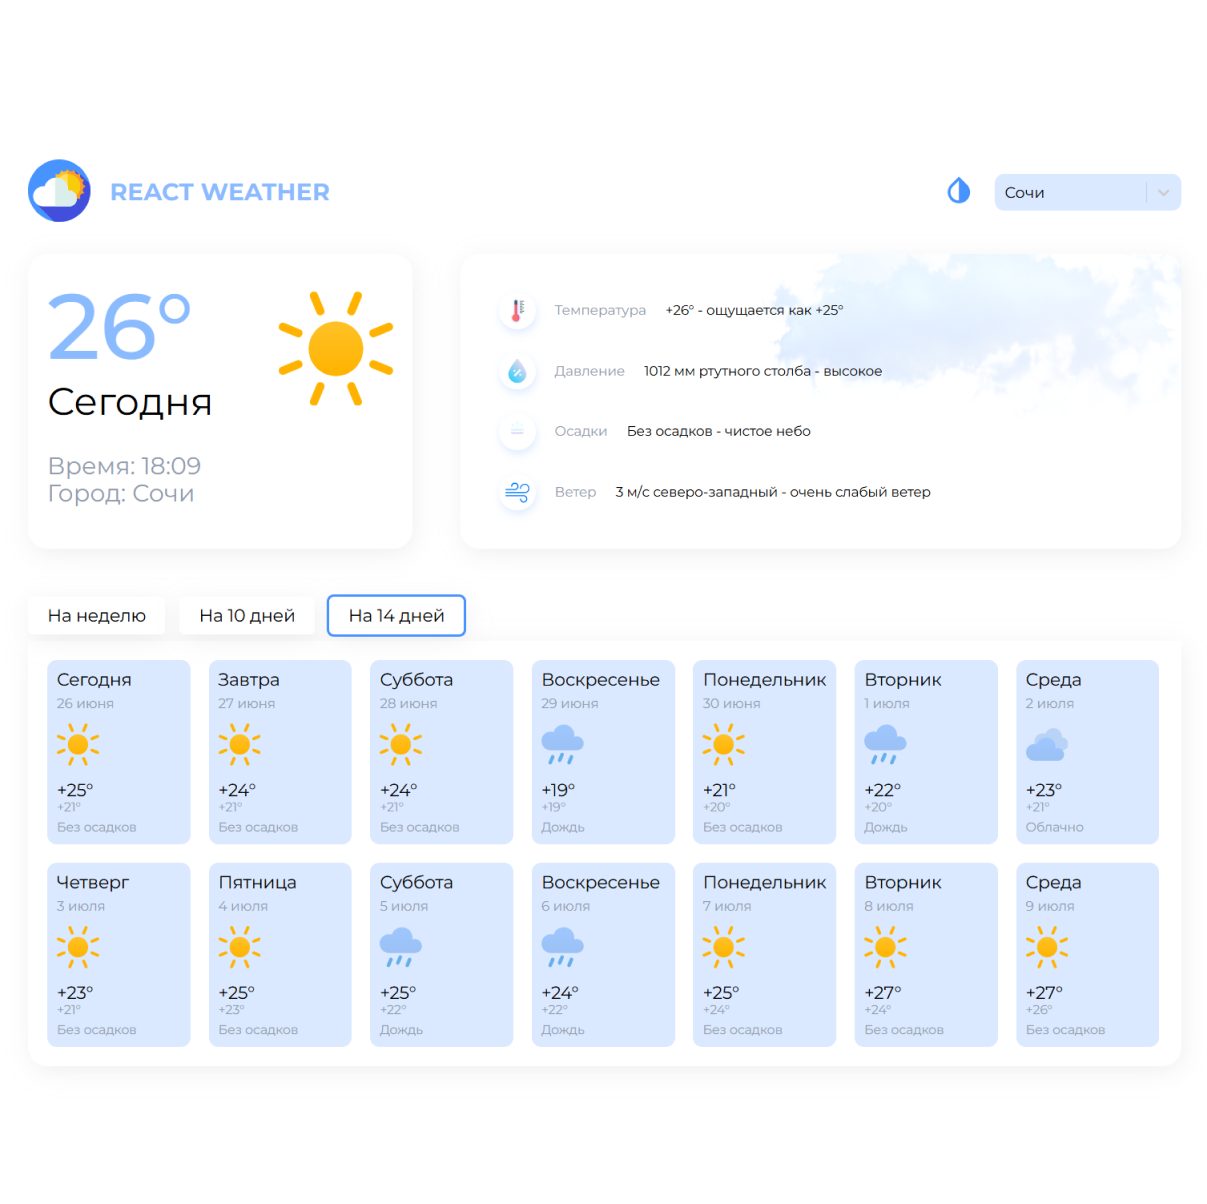 REACT WEATHER
Сочи
26°
Сегодня
Время: 18:09
Город: Сочи
Температура +26° - ощущается как +25°
Давление 1012 мм ртутного столба - высокое
Осадки Без осадков - чистое небо
Ветер 3 м/с северо-западный - очень слабый ветер
На неделю На 10 дней На 14 дней
Сегодня
26 июня
+25°
+21°
Без осадков
Завтра
27 июня
+24°
+21°
Без осадков
Суббота
28 июня
+24°
+21°
Без осадков
Воскресенье
29 июня
+19°
+19°
Дождь
Понедельник
30 июня
+21°
+20°
Без осадков
Вторник
1 июля
+22°
+20°
Дождь
Среда
2 июля
+23°
+21°
Облачно
Четверг
3 июля
+23°
+21°
Без осадков
Пятница
4 июля
+25°
+23°
Без осадков
Суббота
5 июля
+25°
+22°
Дождь
Воскресенье
6 июля
+24°
+22°
Дождь
Понедельник
7 июля
+25°
+24°
Без осадков
Вторник
8 июля
+27°
+24°
Без осадков
Среда
9 июля
+27°
+26°
Без осадков